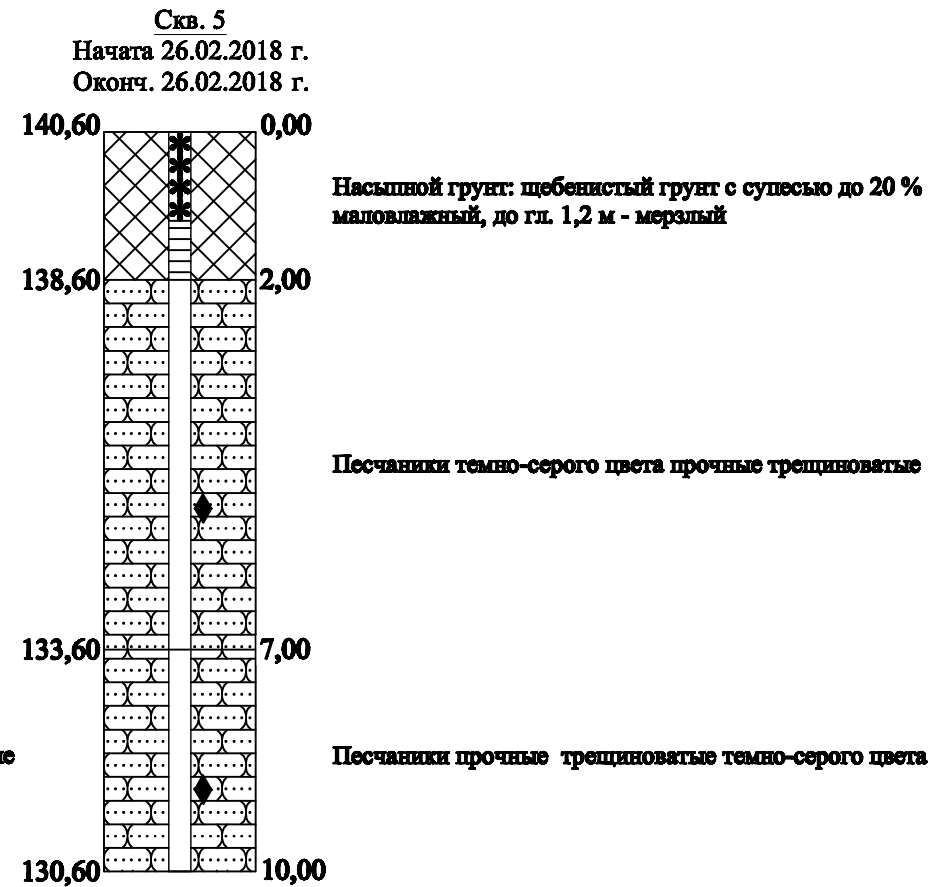 Скв. 5
Начата 26.02.2018 г.
Оконч. 26.02.2018 г.
140,60 0,00
Насыпной грунт: щебенистый грунт с супесью до 20 %
маловлажный, до гл. 1,2 м - мерзлый
138,60 2,00
Песчаники темно-серого цвета прочные трещиноватые
133,60 7,00
Песчаники прочные трещиноватые темно-серого цвета
130,60 10,00